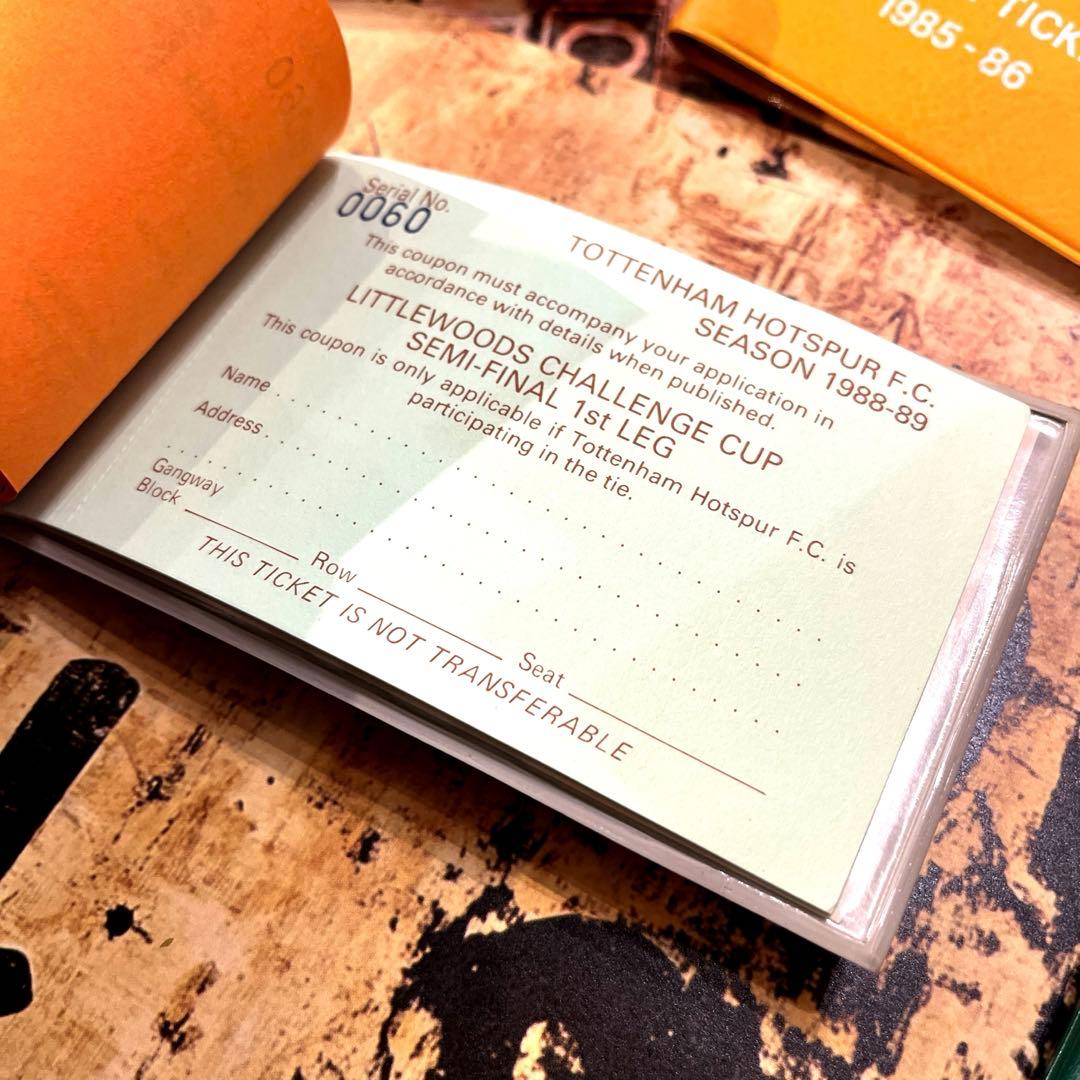 TICK
1985 - 86
Serial No.
0060
TOTTENHAM HOTSPUR F.C.
SEASON 1988-89
This coupon must accompany your application in
accordance with details when published.
LITTLEWOODS CHALLENGE CUP
SEMI-FINAL 1st LEG
This coupon is only applicable if Tottenham Hotspur F.C. is
participating in the tie.
Name
Address
Gangway
Block Row Seat
THIS TICKET IS NOT TRANSFERABLE